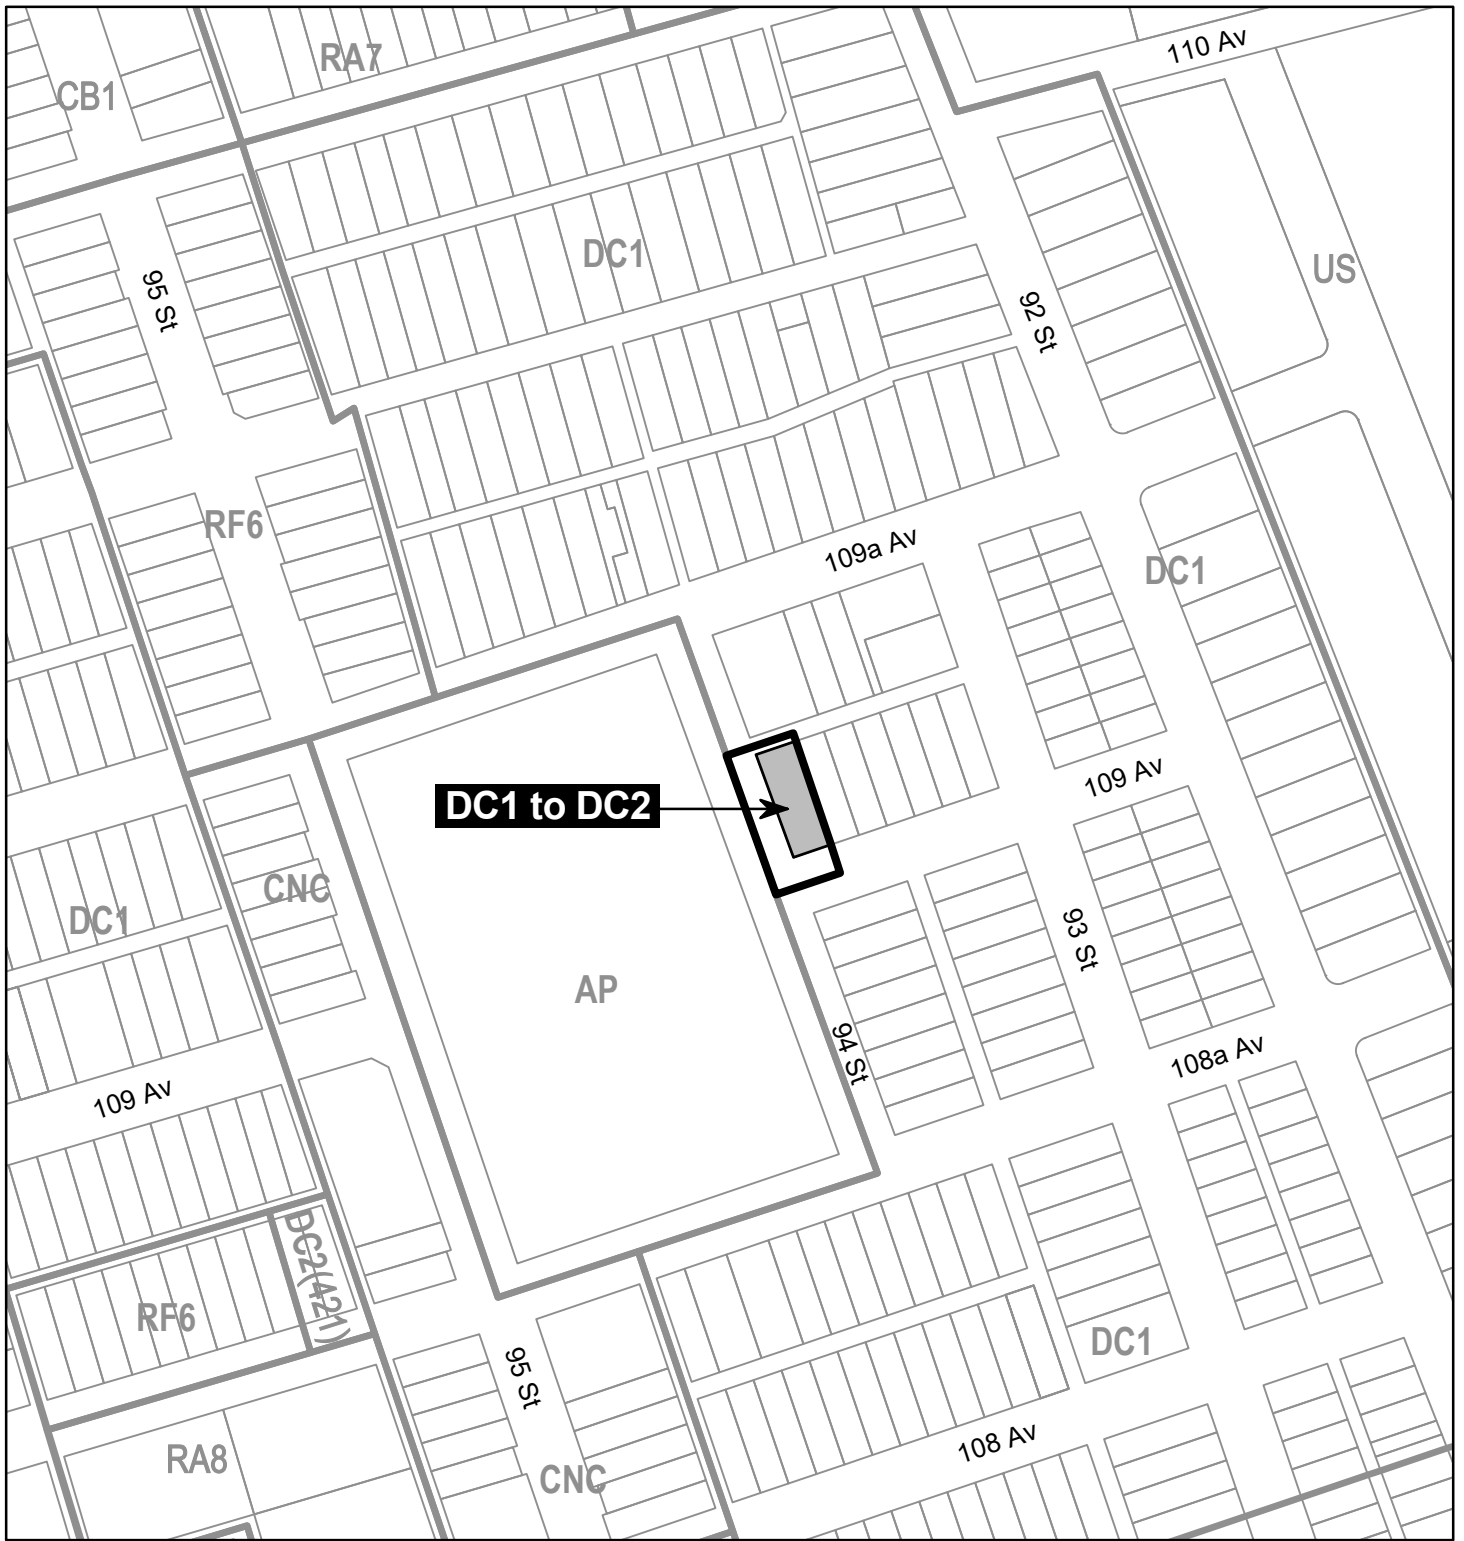 110 Av
RA7
CB1
DC1
US
95 St
92 St
RF6
109a Av
DC1
109 Av
DC1 to DC2
CNC
DC1
93 St
AP
94 St
108a Av
109 Av
DC2(421)
RF6
DC1
95 St
108 Av
RA8
CNC